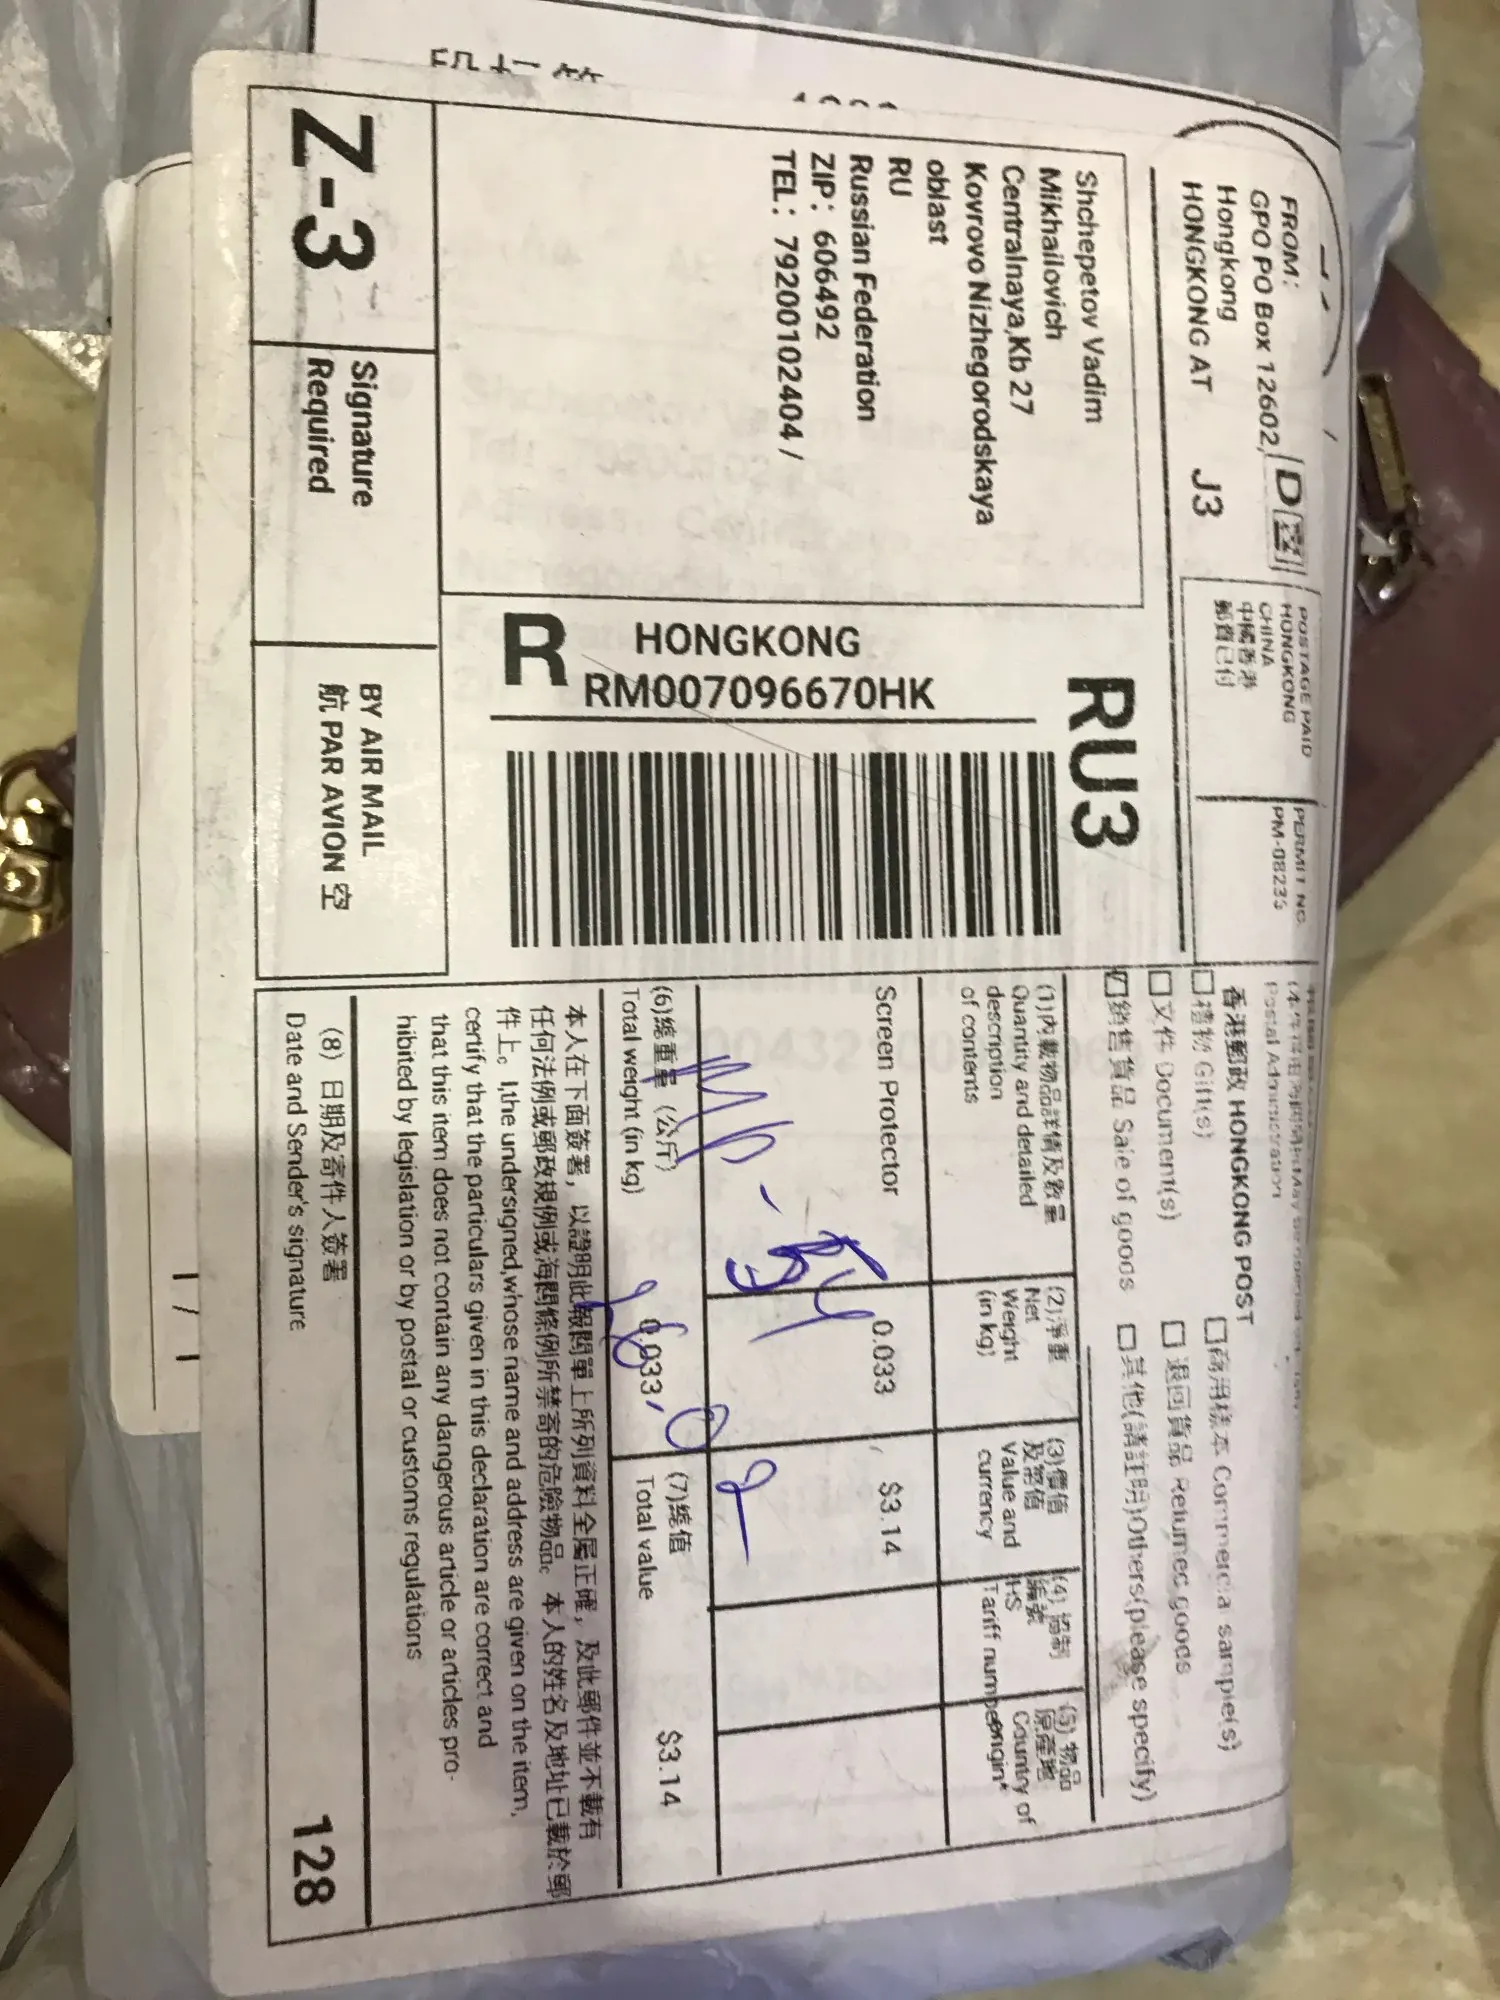 FROM:
GPO PO Box 12602,
Hongkong
HONGKONG AT J3
D
POSTAGE PAID
HONGKONG
CHINA
中國香港
郵資已付
PERMIT NO.
PM-08235
Shchepetov Vadim
Mikhailovich
Centralnaya,Kb 27
Kovrovo Nizhegorodskaya
oblast
RU
Russian Federation
ZIP: 606492
TEL: 79200102404 /
RU3
HONGKONG
R RM007096670HK
Z-3
Signature
Required
BY AIR MAIL
航 PAR AVION 空
Postal Administration
香港郵政 HONGKONG POST
禮物 Gift(s)
商用樣本 Commercial sample(s)
文件 Document(s)
退回貨品 Returned goods
銷售貨品 Sale of goods
其他(請註明)Others(please specify)
(1)內載物品詳情及數量
Quantity and detailed
description
of contents
(2)淨重
Net
Weight
(in kg)
(3)價值
及幣值
Value and
currency
(4) 協制
編號
HS
Tariff number
(5) 物品
原產地
Country of
origin*
Screen Protector 0.033 $3.14
(6)總重量（公斤）
Total weight (in kg)
0.033
(7)總值
Total value
$3.14
本人在下面簽署，以證明此報關單上所列資料全屬正確，及此郵件並不載有
任何法例或郵政規例或海關條例所禁寄的危險物品。本人的姓名及地址已載於郵
件上。I,the undersigned,whose name and address are given on the item,
certify that the particulars given in this declaration are correct and
that this item does not contain any dangerous article or articles pro-
hibited by legislation or by postal or customs regulations
(8) 日期及寄件人簽署
Date and Sender's signature
128
1 / 1